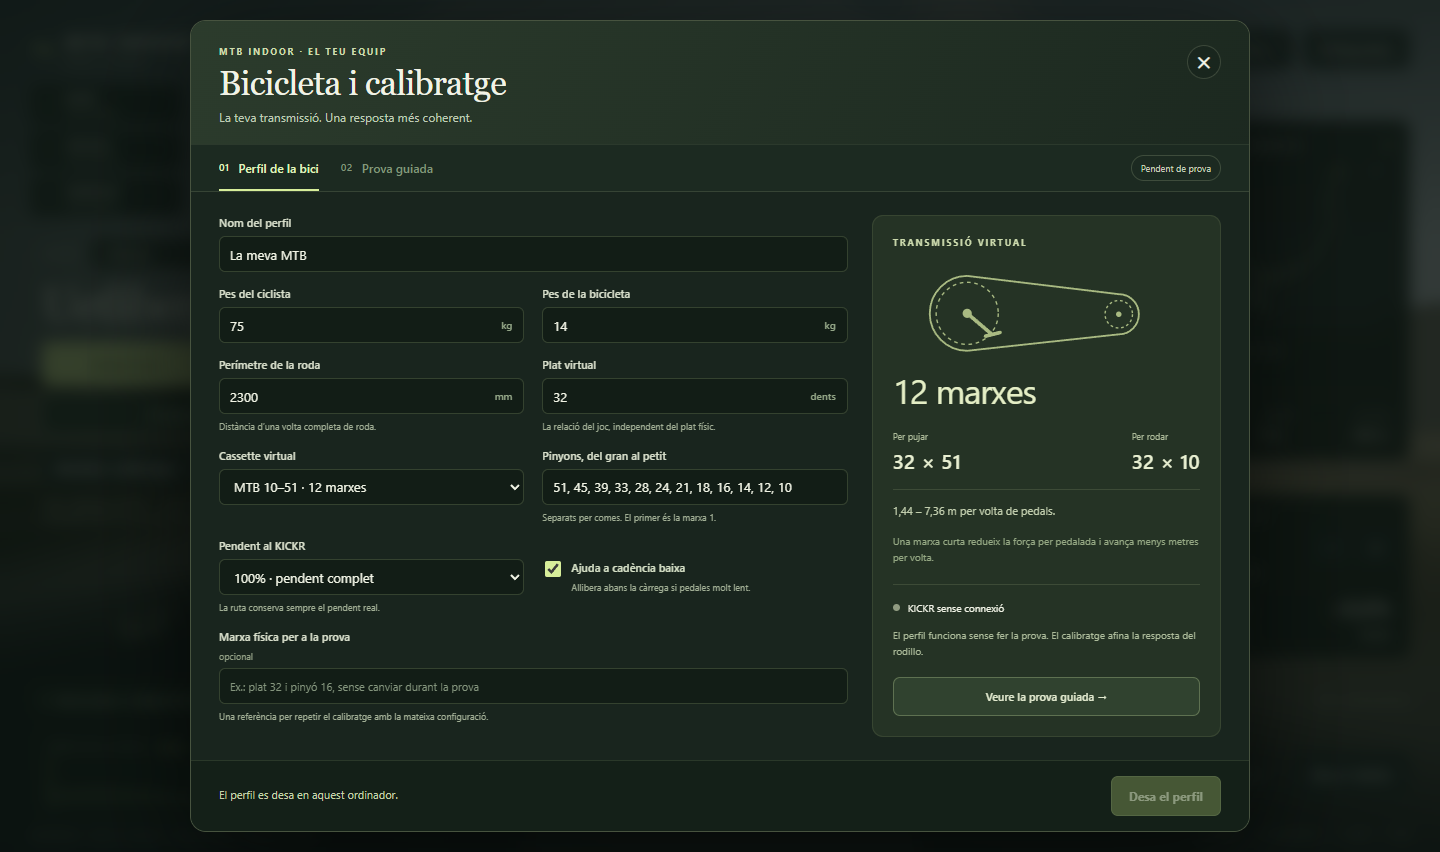 MTB INDOOR · EL TEU EQUIP
Bicicleta i calibratge
La teva transmissió. Una resposta més coherent.
01 Perfil de la bici
02 Prova guiada
Pendent de prova
Nom del perfil
La meva MTB
Pes del ciclista
75 kg
Pes de la bicicleta
14 kg
Perímetre de la roda
2300 mm
Distància d'una volta completa de roda.
Plat virtual
32 dents
La relació del joc, independent del plat físic.
Cassette virtual
MTB 10–51 · 12 marxes
Pinyons, del gran al petit
51, 45, 39, 33, 28, 24, 21, 18, 16, 14, 12, 10
Separats per comes. El primer és la marxa 1.
Pendent al KICKR
100% · pendent complet
La ruta conserva sempre el pendent real.
Ajuda a cadència baixa
Allibera abans la càrrega si pedales molt lent.
Marxa física per a la prova
opcional
Ex.: plat 32 i pinyó 16, sense canviar durant la prova
Una referència per repetir el calibratge amb la mateixa configuració.
TRANSMISSIÓ VIRTUAL
12 marxes
Per pujar
32 × 51
Per rodar
32 × 10
1,44 – 7,36 m per volta de pedals.
Una marxa curta redueix la força per pedalada i avança menys metres
per volta.
KICKR sense connexió
El perfil funciona sense fer la prova. El calibratge afina la resposta del
rodillo.
Veure la prova guiada →
El perfil es desa en aquest ordinador.
Desa el perfil